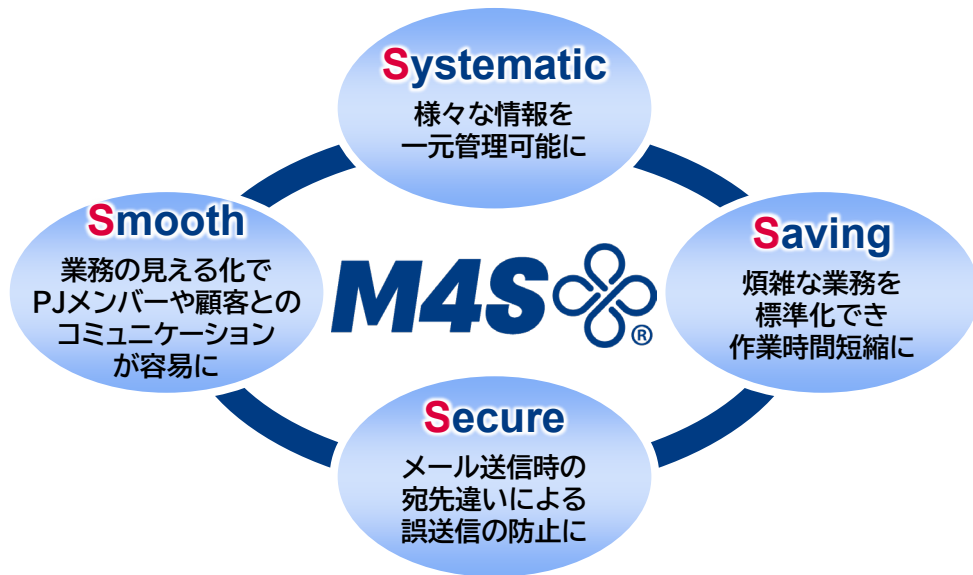 Systematic
様々な情報を
一元管理可能に
Smooth
業務の見える化で
PJメンバーや顧客との
コミュニケーション
が容易に
M4S®
Saving
煩雑な業務を
標準化でき
作業時間短縮に
Secure
メール送信時の
宛先違いによる
誤送信の防止に